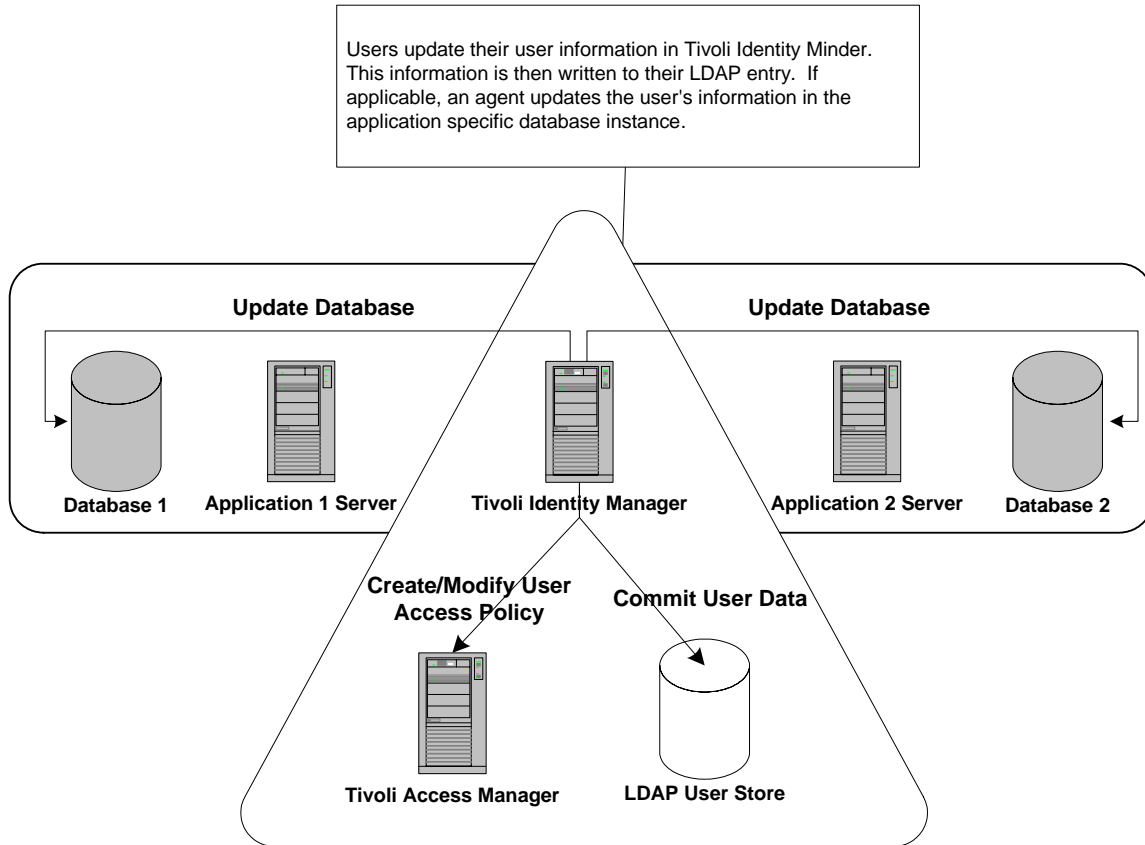 Users update their user information in Tivoli Identity Minder.
This information is then written to their LDAP entry.  If
applicable, an agent updates the user's information in the
application specific database instance.
Update Database
Update Database
Database 1
Application 1 Server
Tivoli Identity Manager
Application 2 Server
Database 2
Create/Modify User
Access Policy
Commit User Data
Tivoli Access Manager
LDAP User Store